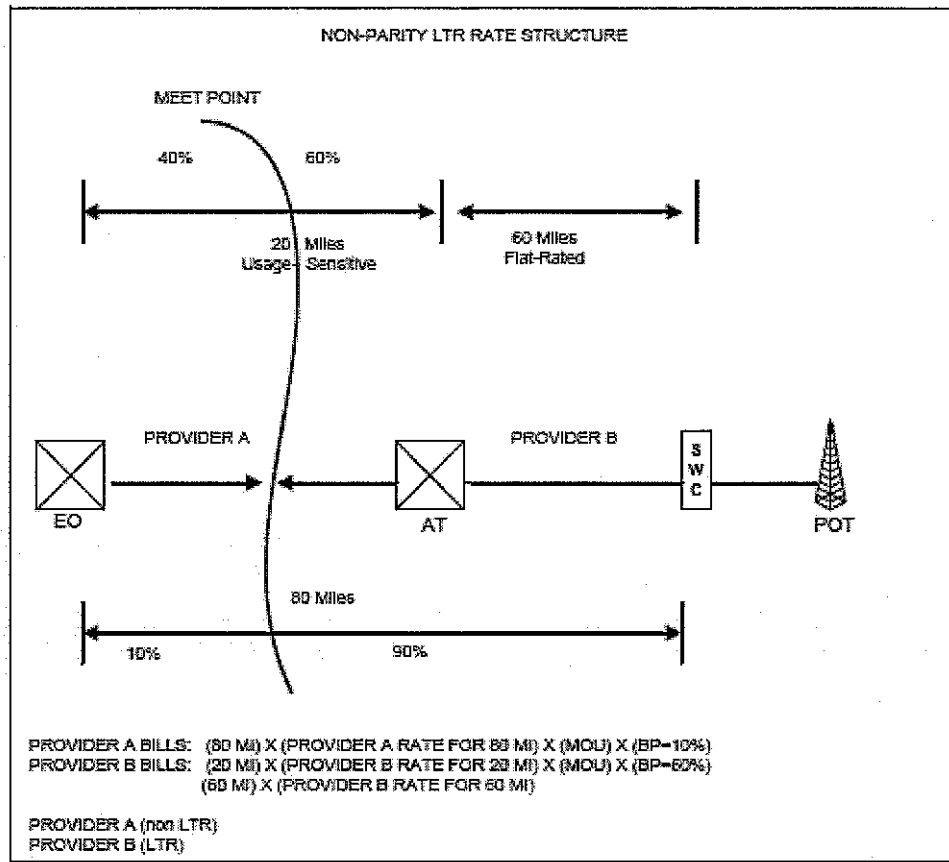 NON-PARITY LTR RATE STRUCTURE
MEET POINT
40% 60%
20 Miles
Usage- Sensitive
60 Miles
Flat-Rated
PROVIDER A PROVIDER B
S
W
C
EO AT POT
80 Miles
10% 90%
PROVIDER A BILLS: (80 MI) X (PROVIDER A RATE FOR 80 MI) X (MOU) X (BP=10%)
PROVIDER B BILLS: (20 MI) X (PROVIDER B RATE FOR 20 MI) X (MOU) X (BP=60%)
(60 MI) X (PROVIDER B RATE FOR 60 MI)
PROVIDER A (non LTR)
PROVIDER B (LTR)